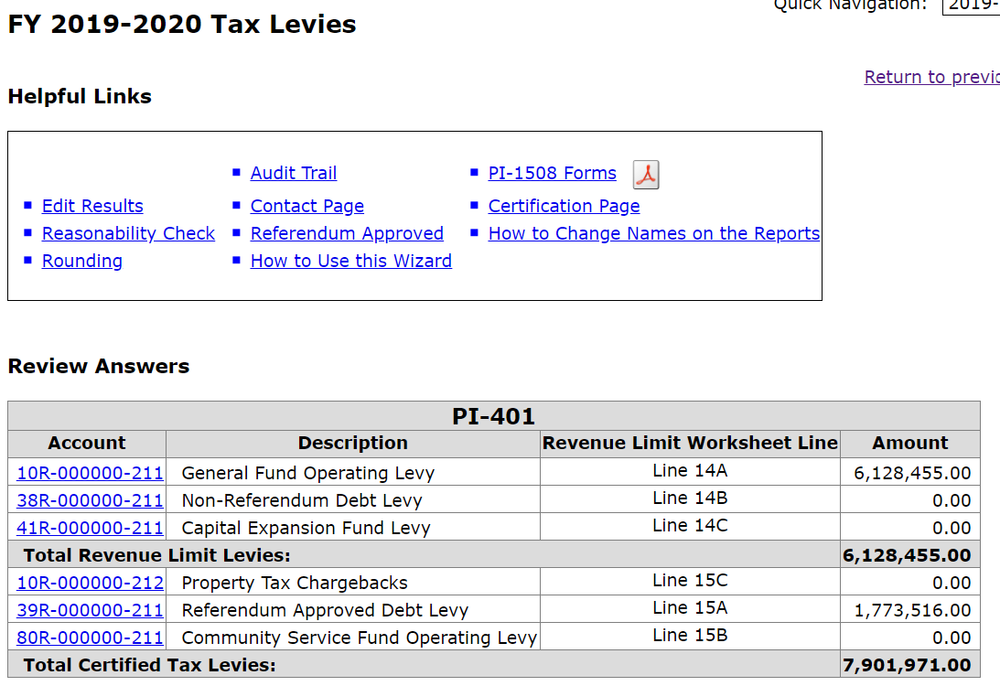 Quick Navigation: 2019-
FY 2019-2020 Tax Levies
Return to previo
Helpful Links
Audit Trail PI-1508 Forms
Edit Results Contact Page Certification Page
Reasonability Check Referendum Approved How to Change Names on the Reports
Rounding How to Use this Wizard
Review Answers
PI-401
Account Description Revenue Limit Worksheet Line Amount
10R-000000-211 General Fund Operating Levy Line 14A 6,128,455.00
38R-000000-211 Non-Referendum Debt Levy Line 14B 0.00
41R-000000-211 Capital Expansion Fund Levy Line 14C 0.00
Total Revenue Limit Levies: 6,128,455.00
10R-000000-212 Property Tax Chargebacks Line 15C 0.00
39R-000000-211 Referendum Approved Debt Levy Line 15A 1,773,516.00
80R-000000-211 Community Service Fund Operating Levy Line 15B 0.00
Total Certified Tax Levies: 7,901,971.00